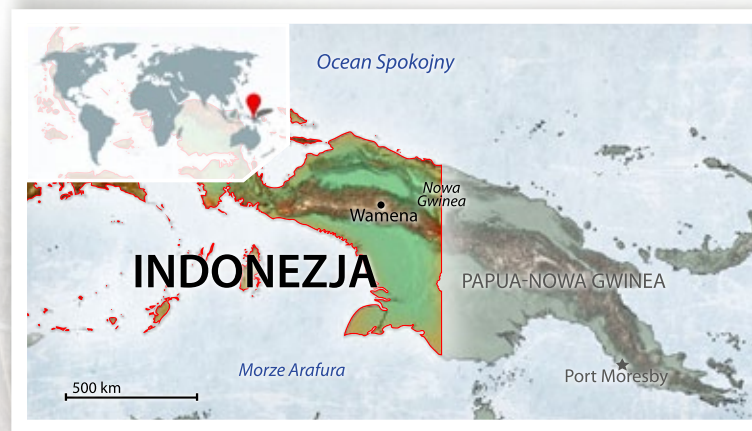 Ocean Spokojny
Nowa
Gwinea
Wamena
INDONEZJA
PAPUA-NOWA GWINEA
Morze Arafura
Port Moresby
500 km